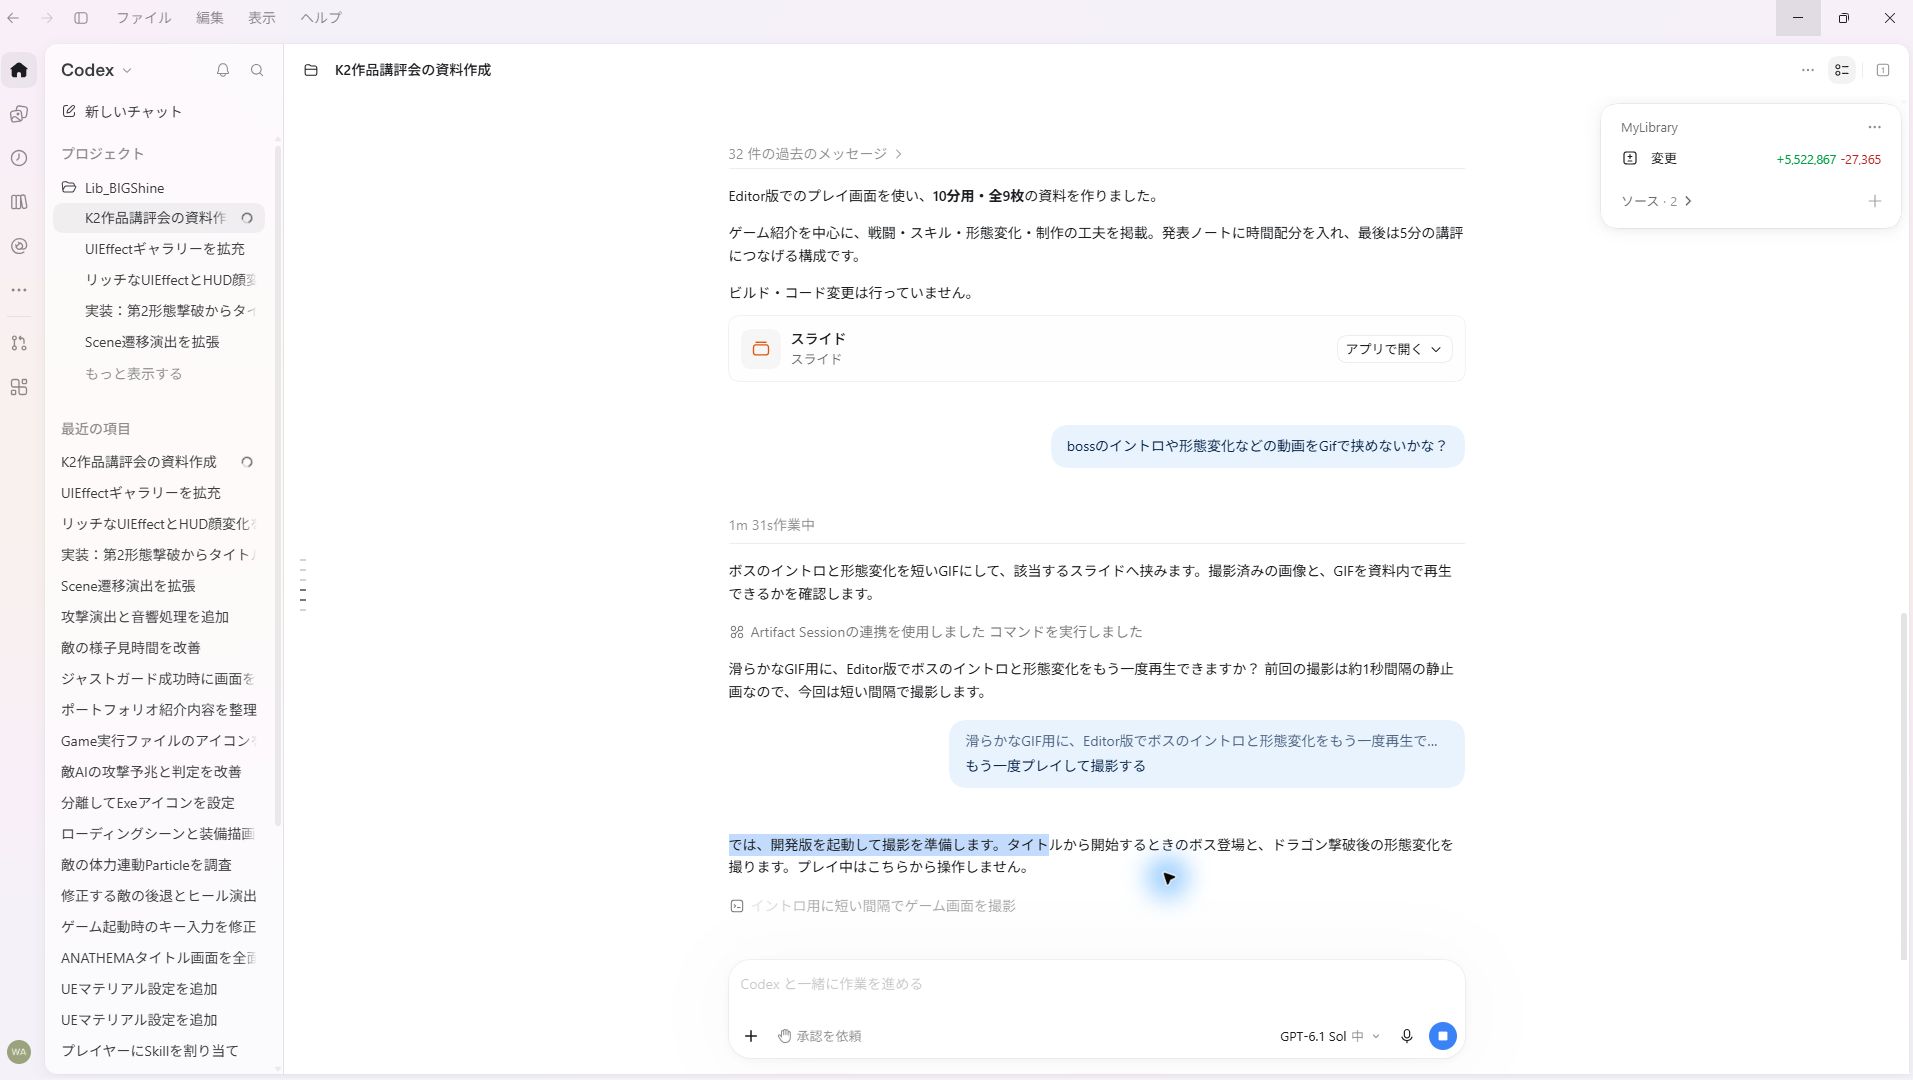 ファイル 編集 表示 ヘルプ
Codex
新しいチャット
プロジェクト
Lib_BIGShine
K2作品講評会の資料作
UIEffectギャラリーを拡充
リッチなUIEffectとHUD顔変
実装：第2形態撃破からタイ
Scene遷移演出を拡張
もっと表示する
最近の項目
K2作品講評会の資料作成
UIEffectギャラリーを拡充
リッチなUIEffectとHUD顔変化を
実装：第2形態撃破からタイトル
Scene遷移演出を拡張
攻撃演出と音響処理を追加
敵の様子見時間を改善
ジャストガード成功時に画面を
ポートフォリオ紹介内容を整理
Game実行ファイルのアイコンを
敵AIの攻撃予兆と判定を改善
分離してExeアイコンを設定
ローディングシーンと装備描画
敵の体力連動Particleを調査
修正する敵の後退とヒール演出
ゲーム起動時のキー入力を修正
ANATHEMAタイトル画面を全面
UEマテリアル設定を追加
UEマテリアル設定を追加
プレイヤーにSkillを割り当て
WA
K2作品講評会の資料作成
1
MyLibrary
変更 +5,522,867 -27,365
ソース · 2
32 件の過去のメッセージ
Editor版でのプレイ画面を使い、10分用・全9枚の資料を作りました。
ゲーム紹介を中心に、戦闘・スキル・形態変化・制作の工夫を掲載。発表ノートに時間配分を入れ、最後は5分の講評
につなげる構成です。
ビルド・コード変更は行っていません。
スライド
スライド
アプリで開く
bossのイントロや形態変化などの動画をGifで挟めないかな？
1m 31s作業中
ボスのイントロと形態変化を短いGIFにして、該当するスライドへ挟みます。撮影済みの画像と、GIFを資料内で再生
できるかを確認します。
Artifact Sessionの連携を使用しました コマンドを実行しました
滑らかなGIF用に、Editor版でボスのイントロと形態変化をもう一度再生できますか？ 前回の撮影は約1秒間隔の静止
画なので、今回は短い間隔で撮影します。
滑らかなGIF用に、Editor版でボスのイントロと形態変化をもう一度再生で...
もう一度プレイして撮影する
では、開発版を起動して撮影を準備します。タイトルから開始するときのボス登場と、ドラゴン撃破後の形態変化を
撮ります。プレイ中はこちらから操作しません。
イントロ用に短い間隔でゲーム画面を撮影
Codex と一緒に作業を進める
承認を依頼
GPT-6.1 Sol 中